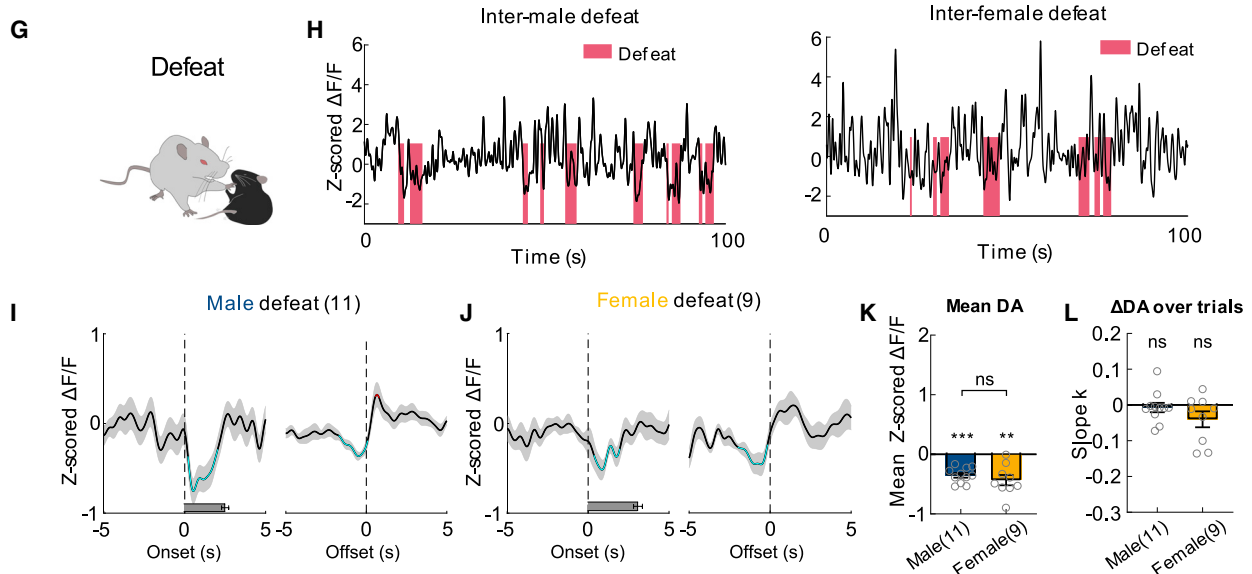 G
Defeat
H
Inter-male defeat
Defeat
Z-scored ΔF/F
6
4
2
0
-2
0
100
Time (s)
Inter-female defeat
Defeat
6
4
2
0
-2
0
100
Time (s)
I
Male defeat (11)
Z-scored ΔF/F
1
0
-1
-5
0
5
Onset (s)
-5
0
5
Offset (s)
J
Female defeat (9)
Z-scored ΔF/F
1
0
-1
-5
0
5
Onset (s)
-5
0
5
Offset (s)
K
Mean DA
Mean Z-scored ΔF/F
2
1
0
-1
ns
***
**
Male(11)
Female(9)
L
ΔDA over trials
Slope k
0.2
0.1
0
-0.1
-0.2
-0.3
ns
ns
Male(11)
Female(9)